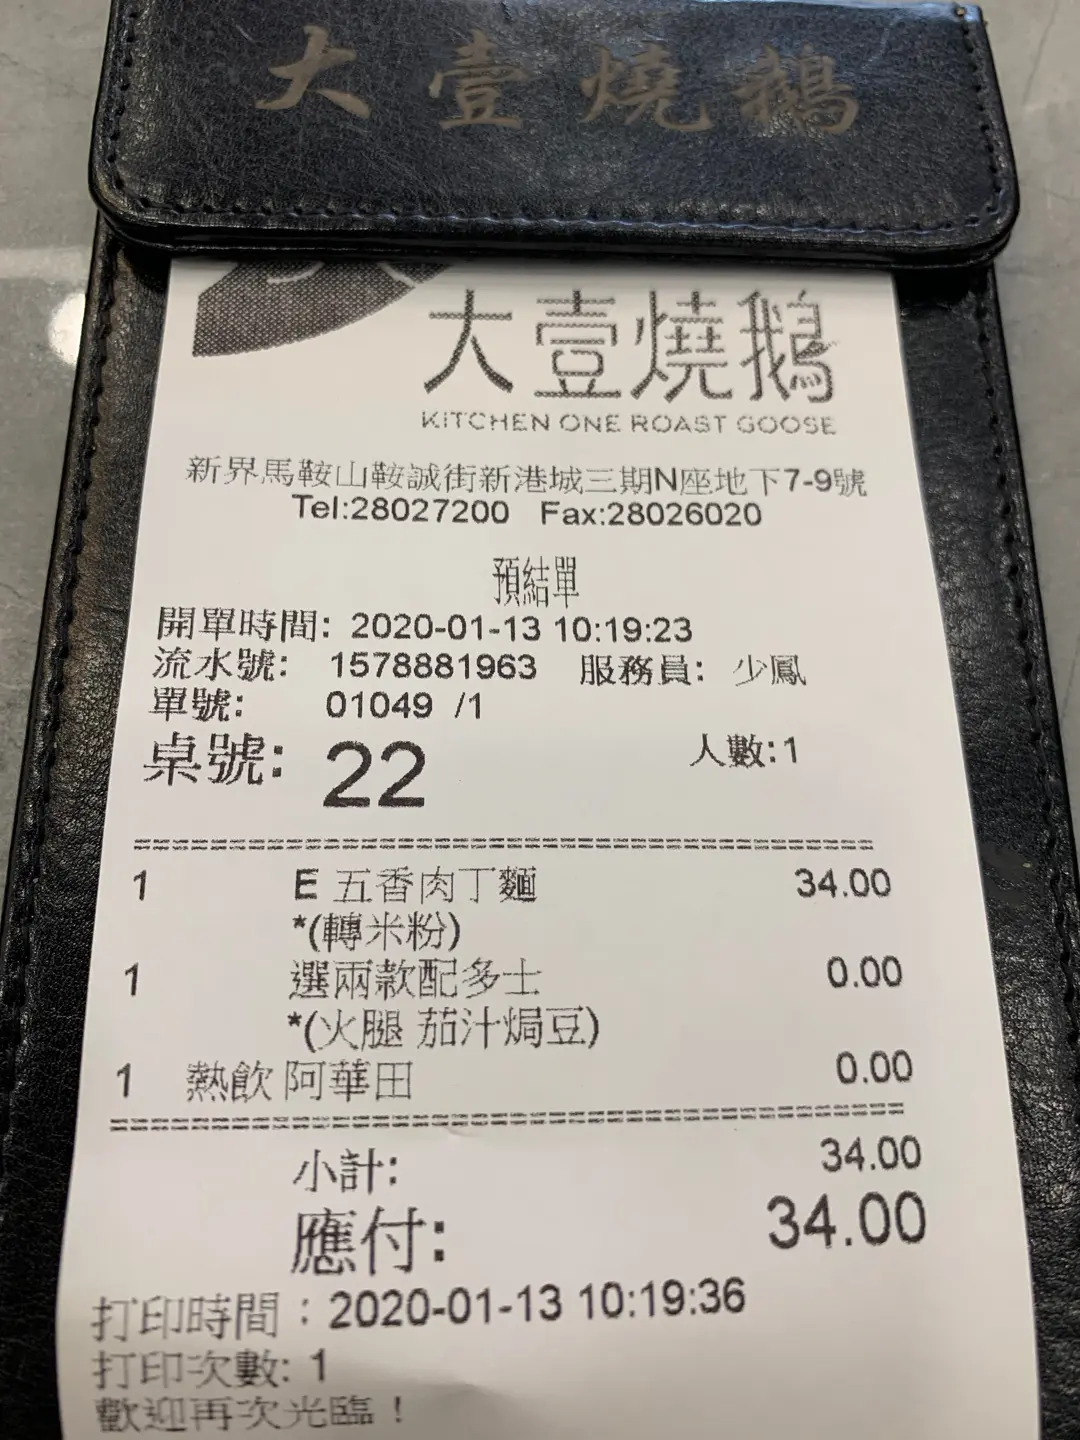 大壹燒鵝
大壹燒鵝
KITCHEN ONE ROAST GOOSE
新界馬鞍山鞍誠街新港城三期N座地下7-9號
Tel:28027200 Fax:28026020
預結單
開單時間: 2020-01-13 10:19:23
流水號: 1578881963 服務員: 少鳳
單號: 01049 /1
桌號: 22 人數:1
1 E 五香肉丁麵 34.00
*(轉米粉)
1 選兩款配多士 0.00
*(火腿 茄汁焗豆)
1 熱飲 阿華田 0.00
小計: 34.00
應付: 34.00
打印時間：2020-01-13 10:19:36
打印次數: 1
歡迎再次光臨！